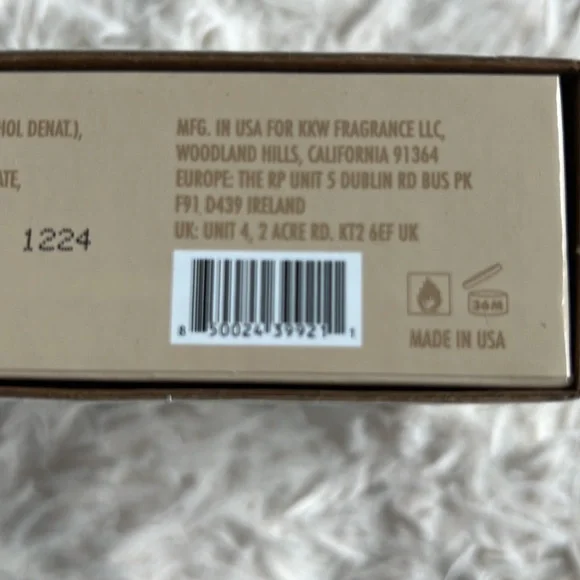 HOL DENAT.),
ATE,
1224
MFG. IN USA FOR KKW FRAGRANCE LLC,
WOODLAND HILLS, CALIFORNIA 91364
EUROPE: THE RP UNIT 5 DUBLIN RD BUS PK
F91 D439 IRELAND
UK: UNIT 4, 2 ACRE RD. KT2 6EF UK
8 50024 39921 1
36M
MADE IN USA